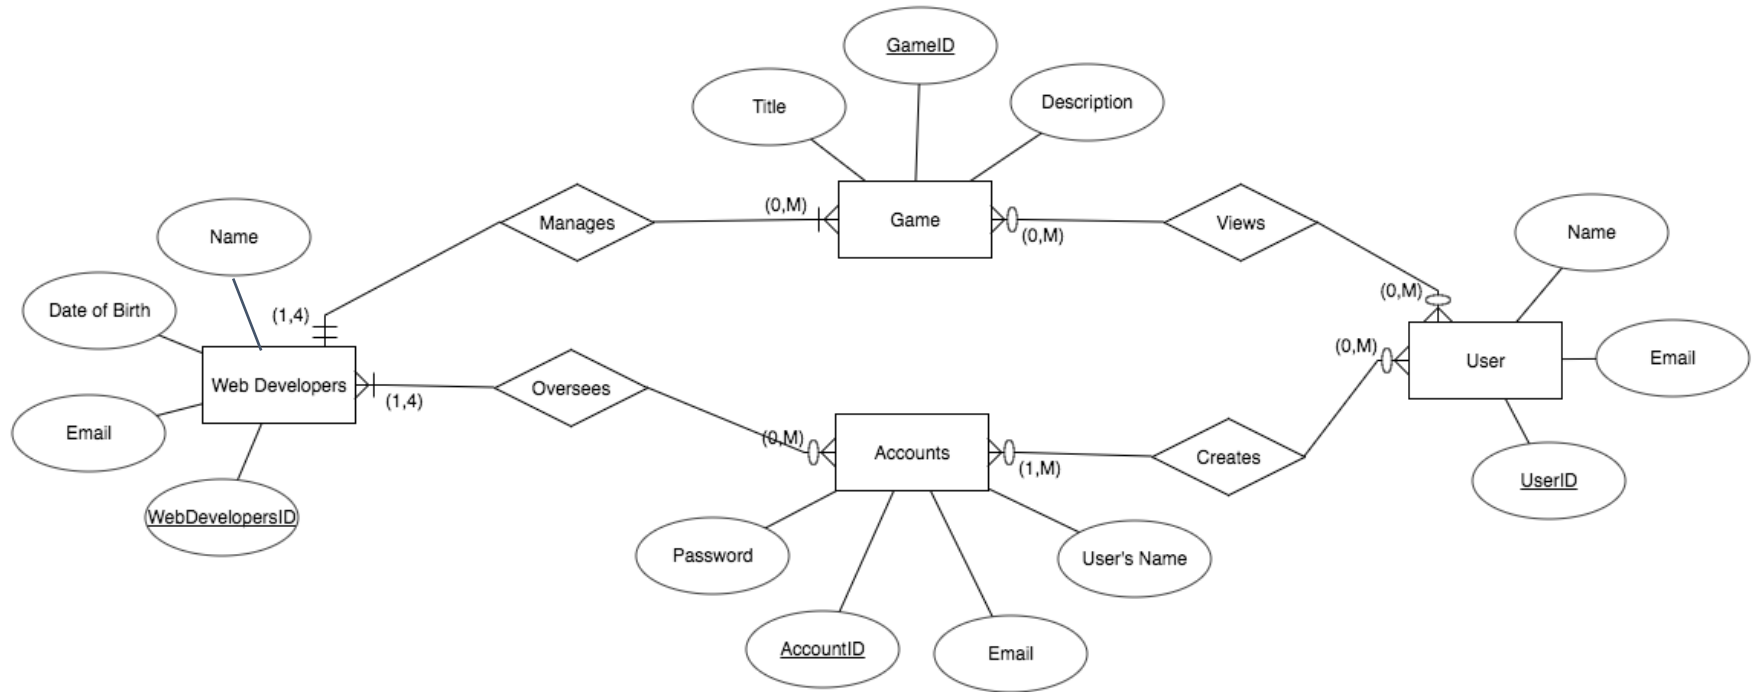 GameID
Title
Description
Name
Manages
(0,M)
Game
(0,M)
Views
Name
Date of Birth
(1,4)
(0,M)
(0,M)
Web Developers
(1,4)
Oversees
User
Email
Email
(0,M)
Accounts
(1,M)
Creates
UserID
WebDevelopersID
Password
User's Name
AccountID
Email